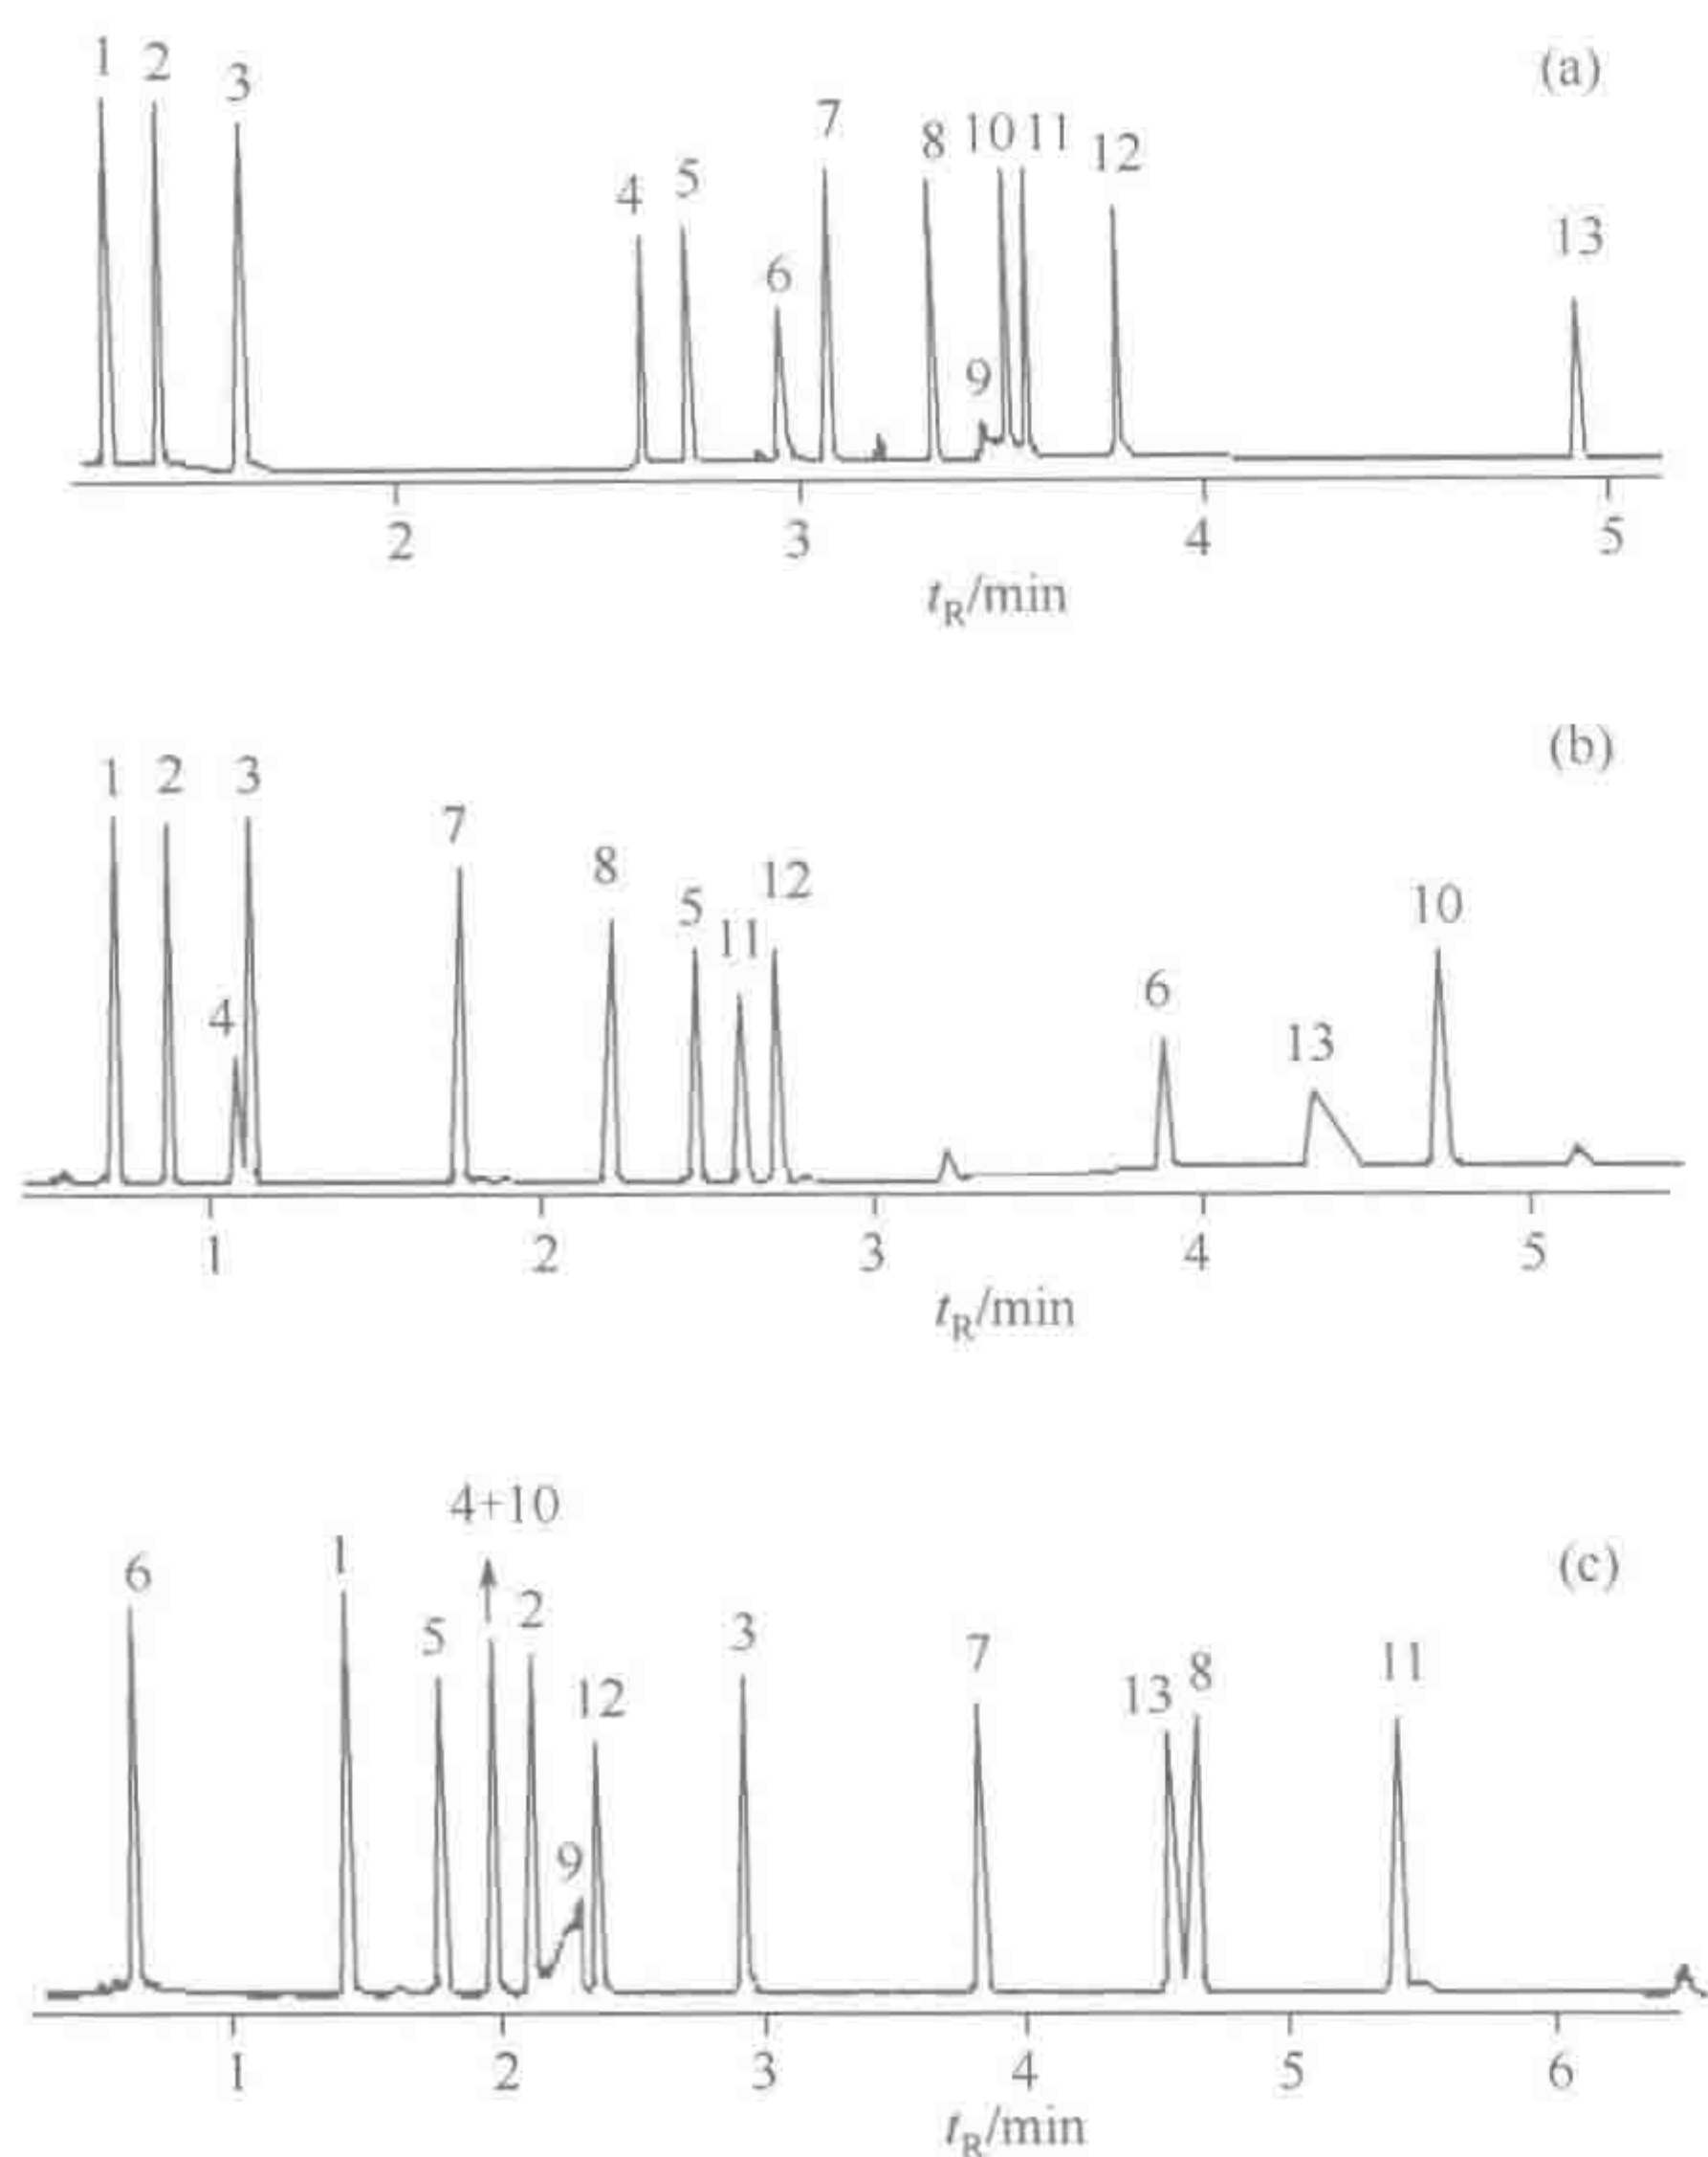 (a)
1 2 3 4 5 6 7 8 9 10 11 12 13
2 3 4 5
tR/min
(b)
1 2 4 3 7 8 5 11 12 6 13 10
1 2 3 4 5
tR/min
(c)
6 1 5 4+10 2 9 12 3 7 13 8 11
1 2 3 4 5 6
tR/min